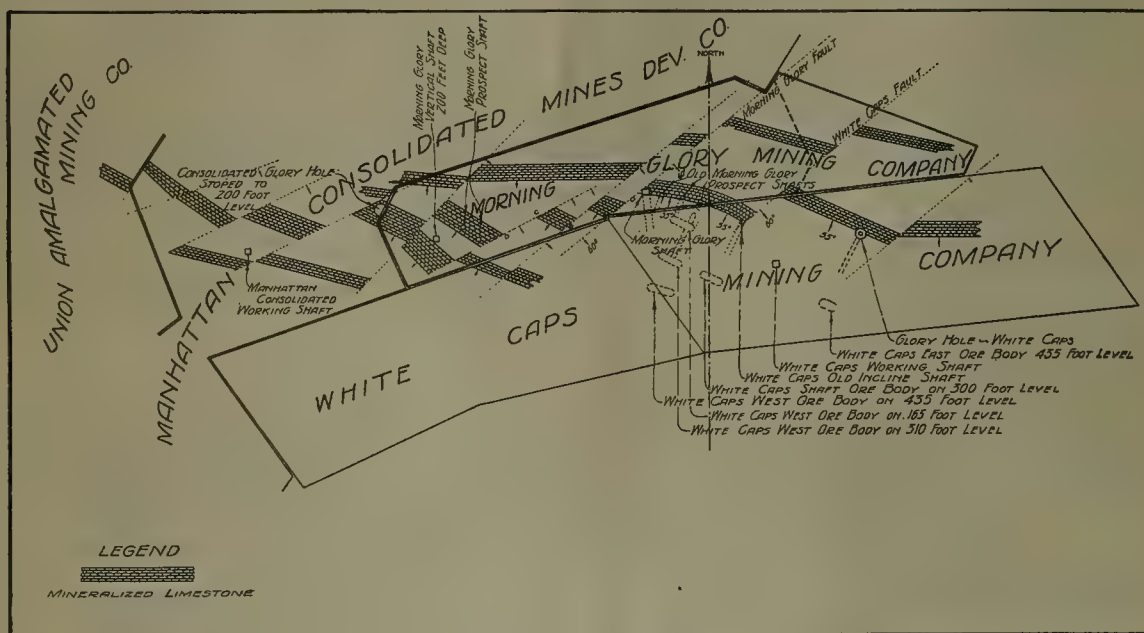 UNION AMALGAMATED
MINING CO.
MANHATTAN CONSOLIDATED MINES DEV. CO.
MORNING GLORY
VERTICAL SHAFT
200 FEET DEEP
MORNING GLORY
PROSPECT SHAFT
NORTH
MORNING GLORY FAULT
WHITE CAPS FAULT
CONSOLIDATED GLORY HOLE
STOPED TO
200 FOOT
LEVEL
MORNING GLORY MINING COMPANY
OLD MORNING GLORY
PROSPECT SHAFTS
MORNING GLORY
SHAFT
MANHATTAN
CONSOLIDATED
WORKING SHAFT
WHITE CAPS MINING COMPANY
55°
GLORY HOLE - WHITE CAPS
WHITE CAPS EAST ORE BODY 455 FOOT LEVEL
WHITE CAPS WORKING SHAFT
WHITE CAPS OLD INCLINE SHAFT
WHITE CAPS SHAFT ORE BODY ON 300 FOOT LEVEL
WHITE CAPS WEST ORE BODY ON 435 FOOT LEVEL
WHITE CAPS WEST ORE BODY ON 165 FOOT LEVEL
WHITE CAPS WEST ORE BODY ON 310 FOOT LEVEL
LEGEND
MINERALIZED LIMESTONE